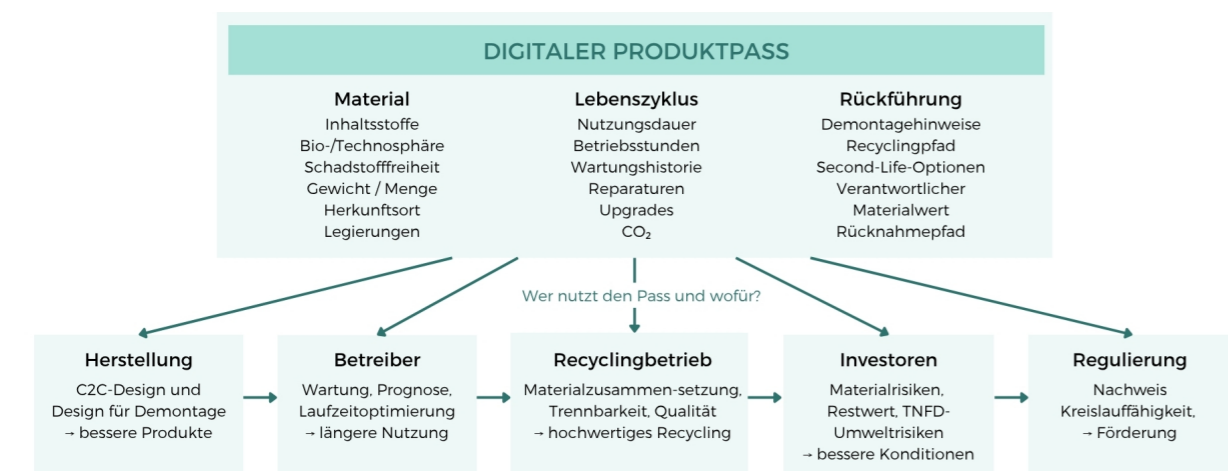 DIGITALER PRODUKTPASS
Material
Inhaltsstoffe
Bio-/Technosphäre
Schadstofffreiheit
Gewicht / Menge
Herkunftsort
Legierungen
Lebenszyklus
Nutzungsdauer
Betriebsstunden
Wartungshistorie
Reparaturen
Upgrades
CO₂
Rückführung
Demontagehinweise
Recyclingpfad
Second-Life-Optionen
Verantwortlicher
Materialwert
Rücknahmepfad
Wer nutzt den Pass und wofür?
Herstellung
C2C-Design und
Design für Demontage
→ bessere Produkte
Betreiber
Wartung, Prognose,
Laufzeitoptimierung
→ längere Nutzung
Recyclingbetrieb
Materialzusammen-setzung,
Trennbarkeit, Qualität
→ hochwertiges Recycling
Investoren
Materialrisiken,
Restwert, TNFD-
Umweltrisiken
→ bessere Konditionen
Regulierung
Nachweis
Kreislauffähigkeit,
→ Förderung